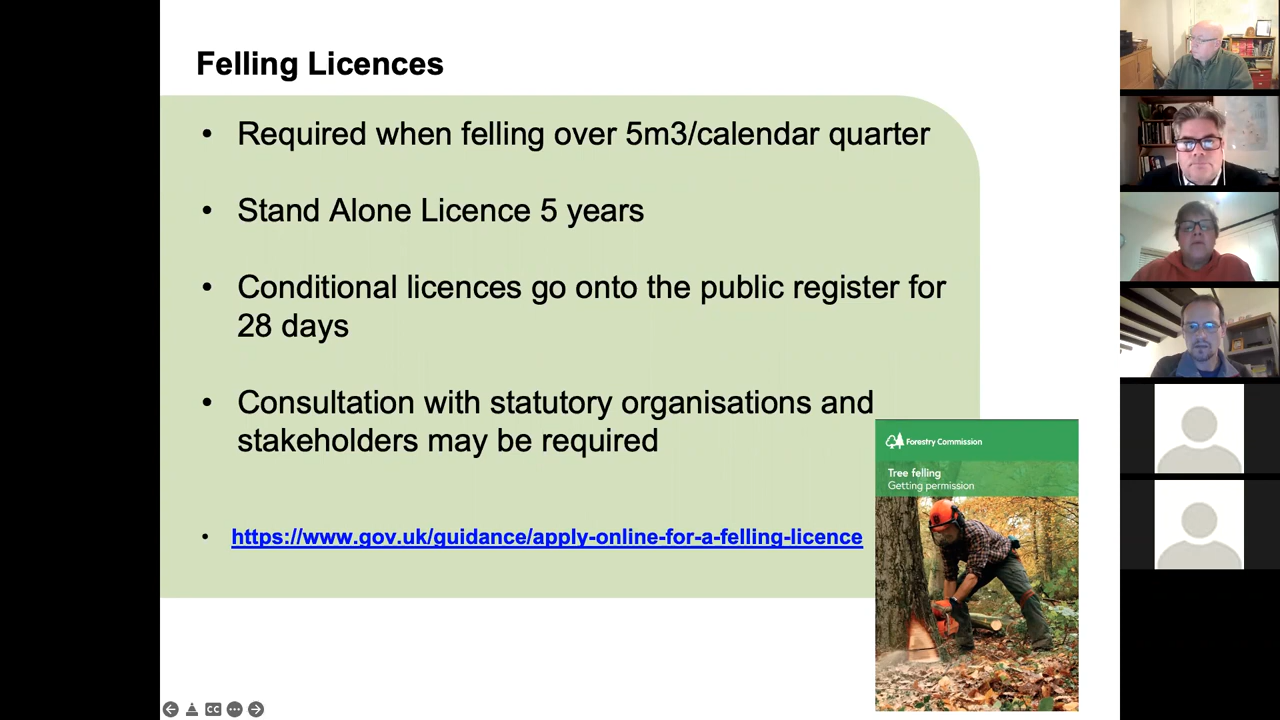 Felling Licences
• Required when felling over 5m3/calendar quarter
• Stand Alone Licence 5 years
• Conditional licences go onto the public register for
28 days
• Consultation with statutory organisations and
stakeholders may be required
Forestry Commission
Tree felling
Getting permission
• https://www.gov.uk/guidance/apply-online-for-a-felling-licence
CC